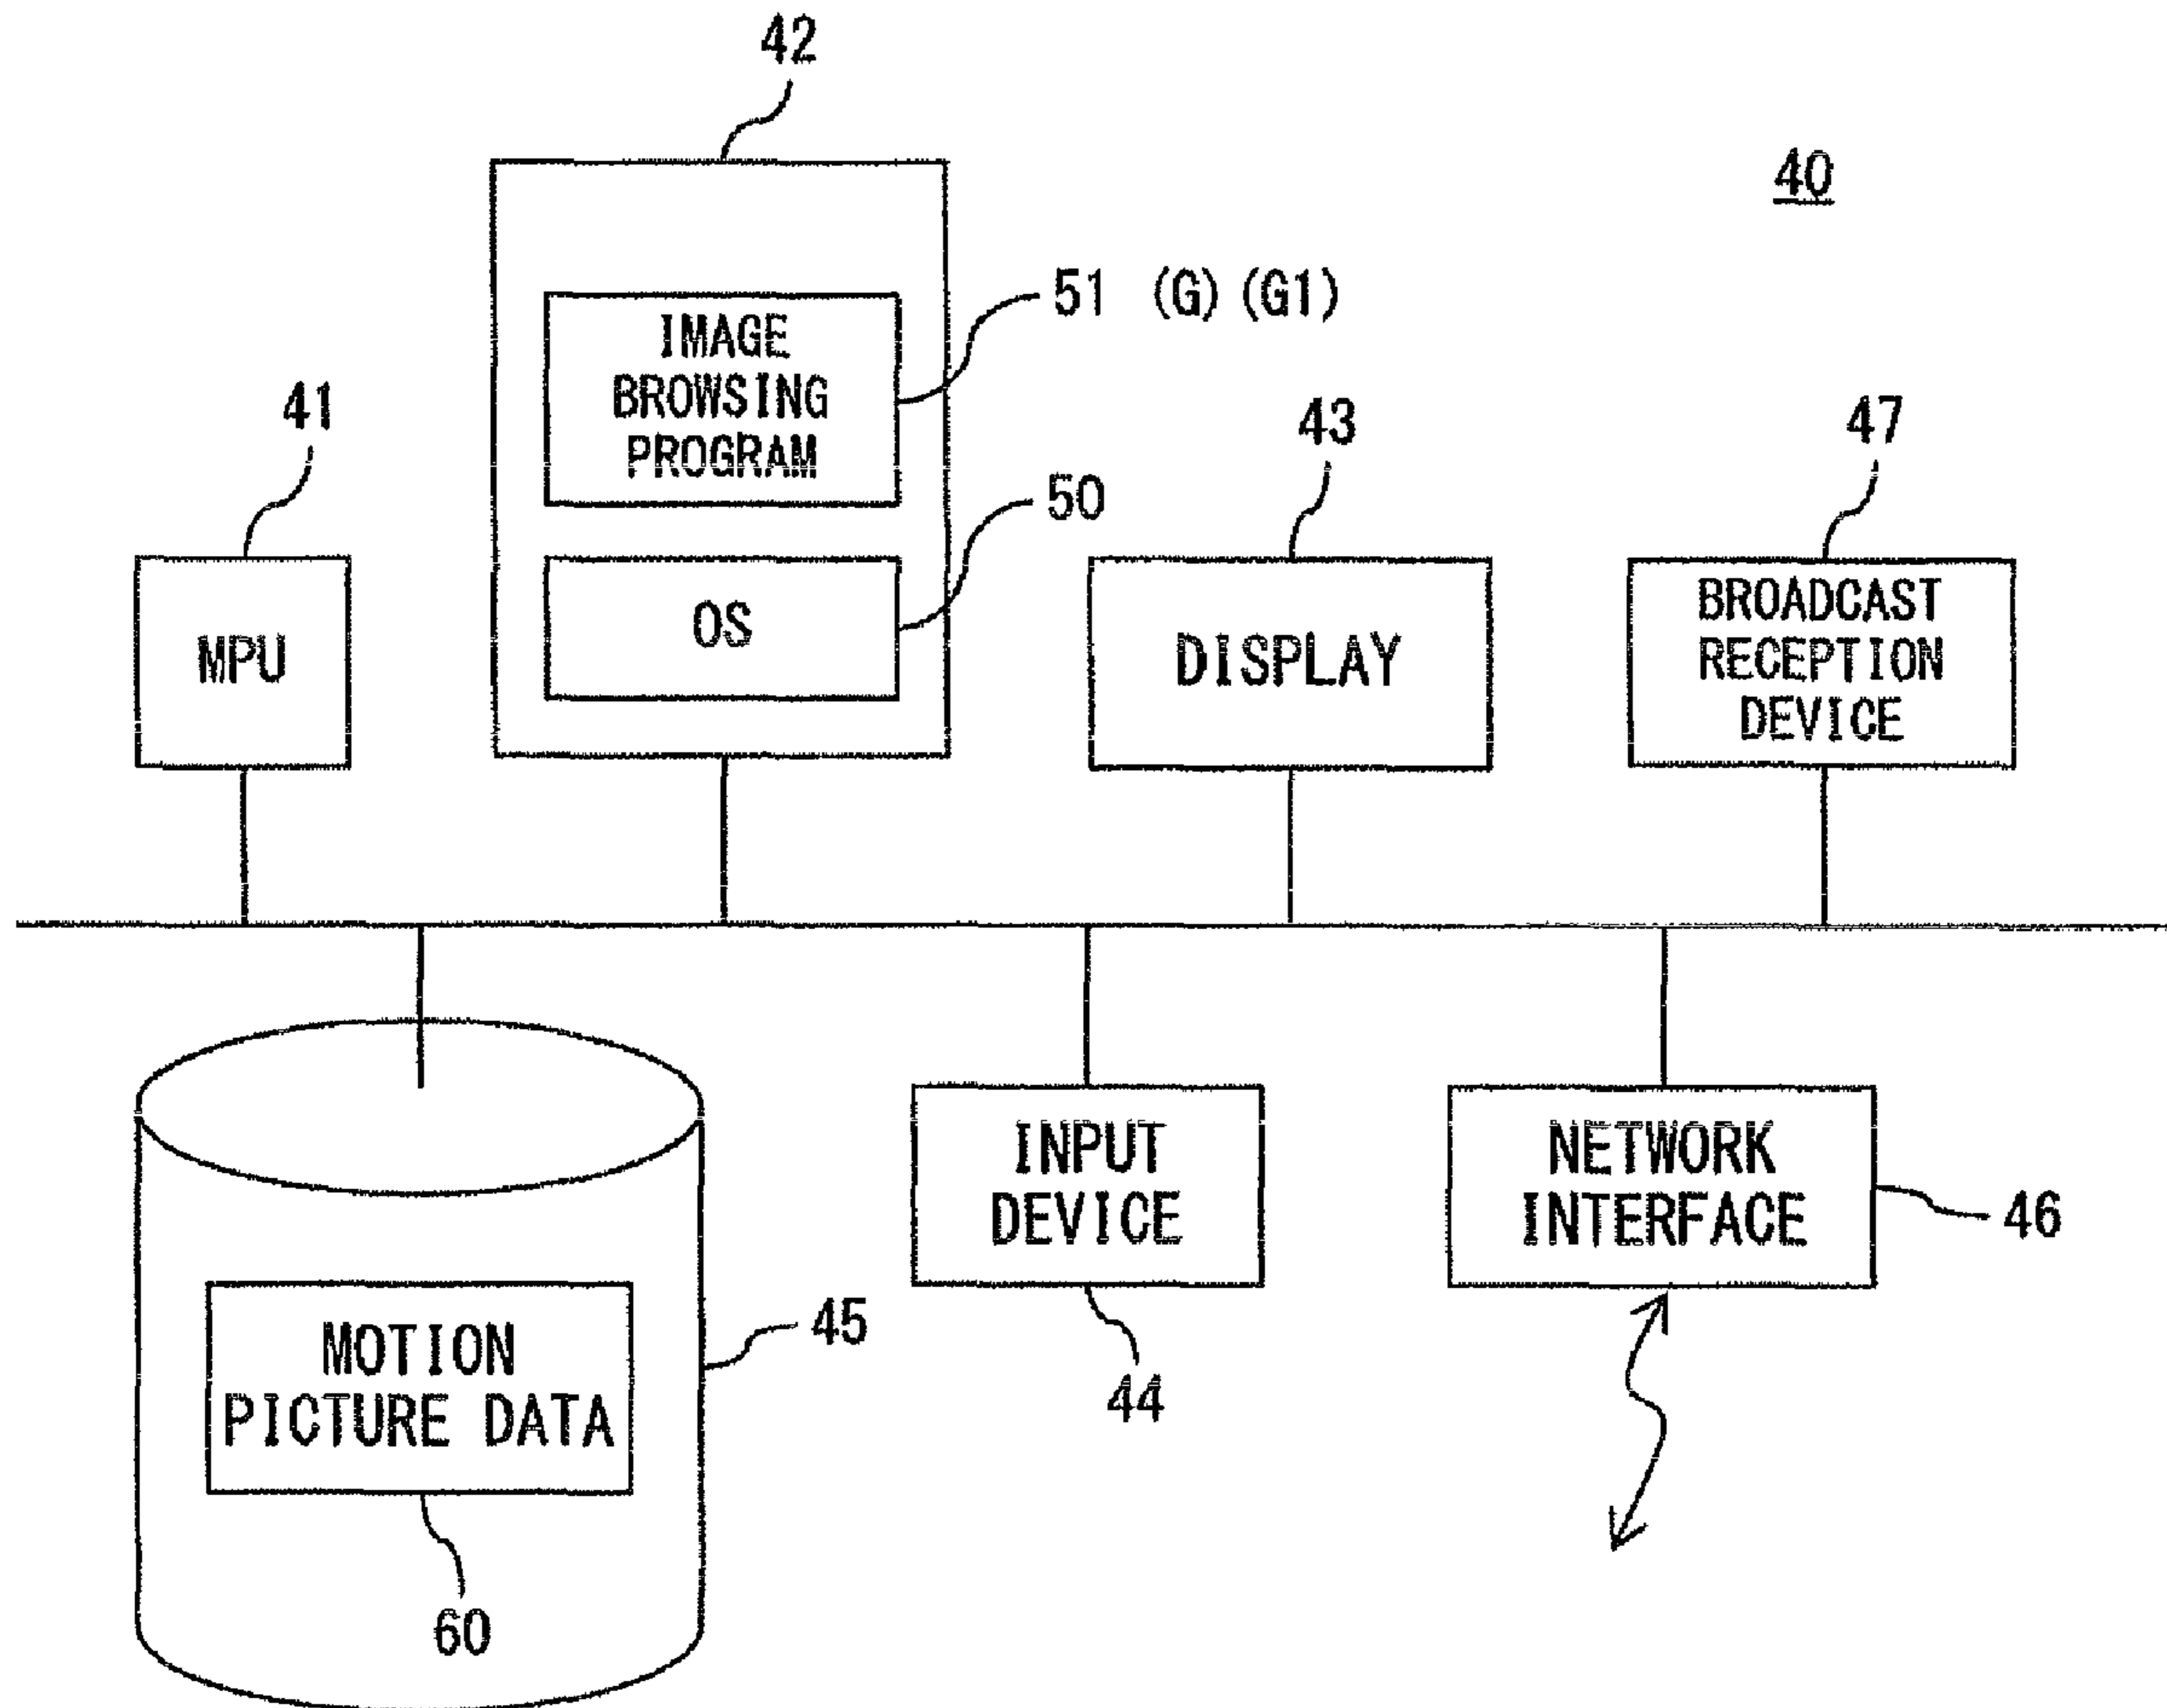 42
40
51 (G) (G1)
IMAGE
BROWSING
PROGRAM
41
43
47
50
MPU
OS
DISPLAY
BROADCAST
RECEPTION
DEVICE
INPUT
DEVICE
NETWORK
INTERFACE
46
45
MOTION
PICTURE DATA
44
60